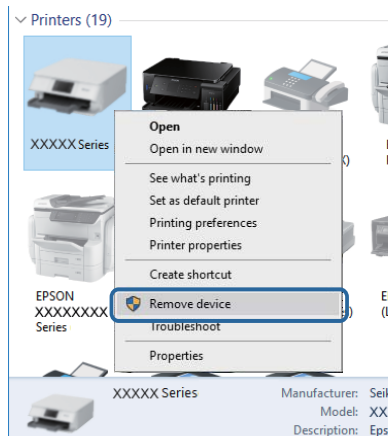 Printers (19)
XXXXX Series
Open
Open in new window
See what's printing
Set as default printer
Printing preferences
Printer properties
Create shortcut
Remove device
Troubleshoot
Properties
EPSON
XXXXXXXX
Series
XXXXX Series
Manufacturer:
Model: XX
Description: